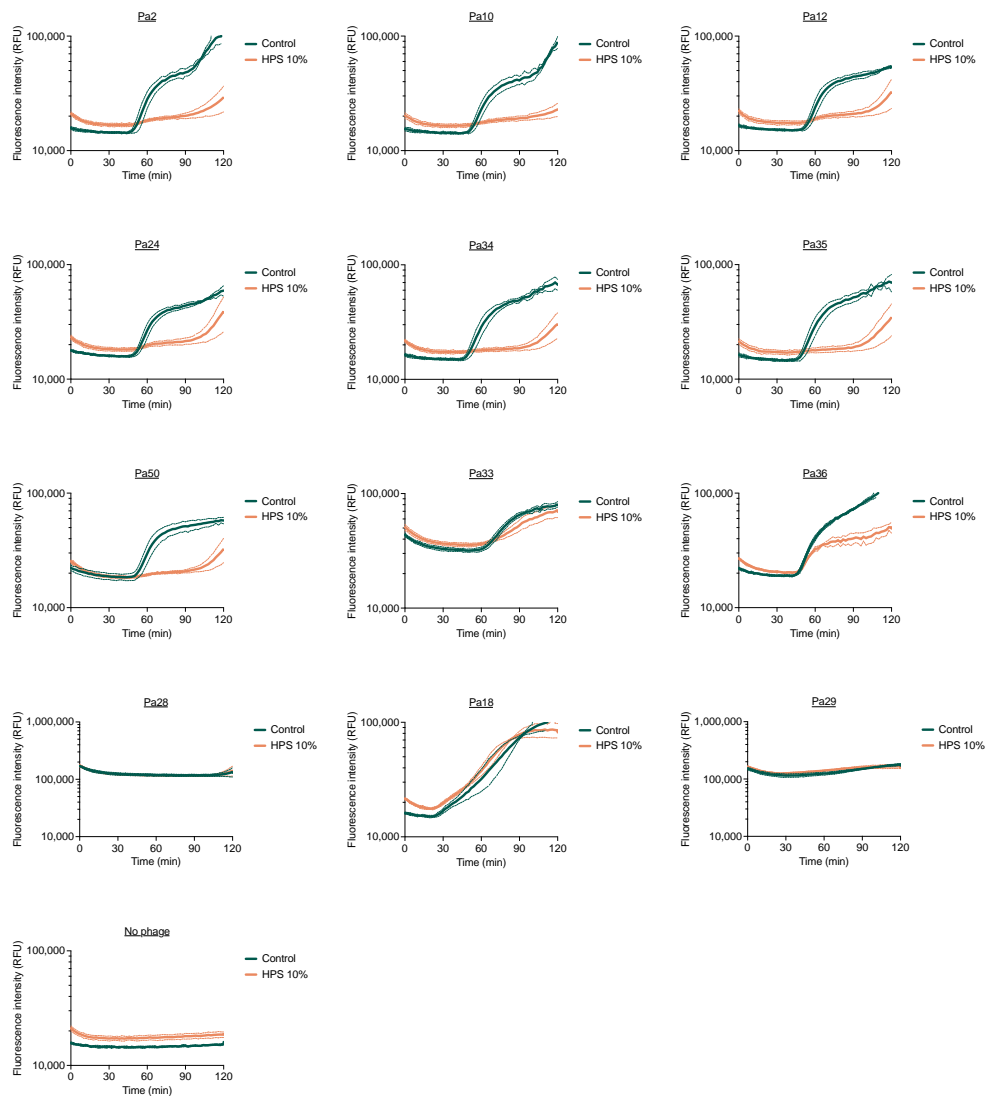 Pa2
Fluorescence intensity (RFU)
100,000
10,000
0 30 60 90 120
Time (min)
Control
HPS 10%
Pa10
Fluorescence intensity (RFU)
100,000
10,000
0 30 60 90 120
Time (min)
Control
HPS 10%
Pa12
Fluorescence intensity (RFU)
100,000
10,000
0 30 60 90 120
Time (min)
Control
HPS 10%
Pa24
Fluorescence intensity (RFU)
100,000
10,000
0 30 60 90 120
Time (min)
Control
HPS 10%
Pa34
Fluorescence intensity (RFU)
100,000
10,000
0 30 60 90 120
Time (min)
Control
HPS 10%
Pa35
Fluorescence intensity (RFU)
100,000
10,000
0 30 60 90 120
Time (min)
Control
HPS 10%
Pa50
Fluorescence intensity (RFU)
100,000
10,000
0 30 60 90 120
Time (min)
Control
HPS 10%
Pa33
Fluorescence intensity (RFU)
100,000
10,000
0 30 60 90 120
Time (min)
Control
HPS 10%
Pa36
Fluorescence intensity (RFU)
100,000
10,000
0 30 60 90 120
Time (min)
Control
HPS 10%
Pa28
Fluorescence intensity (RFU)
1,000,000
100,000
10,000
0 30 60 90 120
Time (min)
Control
HPS 10%
Pa18
Fluorescence intensity (RFU)
100,000
10,000
0 30 60 90 120
Time (min)
Control
HPS 10%
Pa29
Fluorescence intensity (RFU)
1,000,000
100,000
10,000
0 30 60 90 120
Time (min)
Control
HPS 10%
No phage
Fluorescence intensity (RFU)
100,000
10,000
0 30 60 90 120
Time (min)
Control
HPS 10%